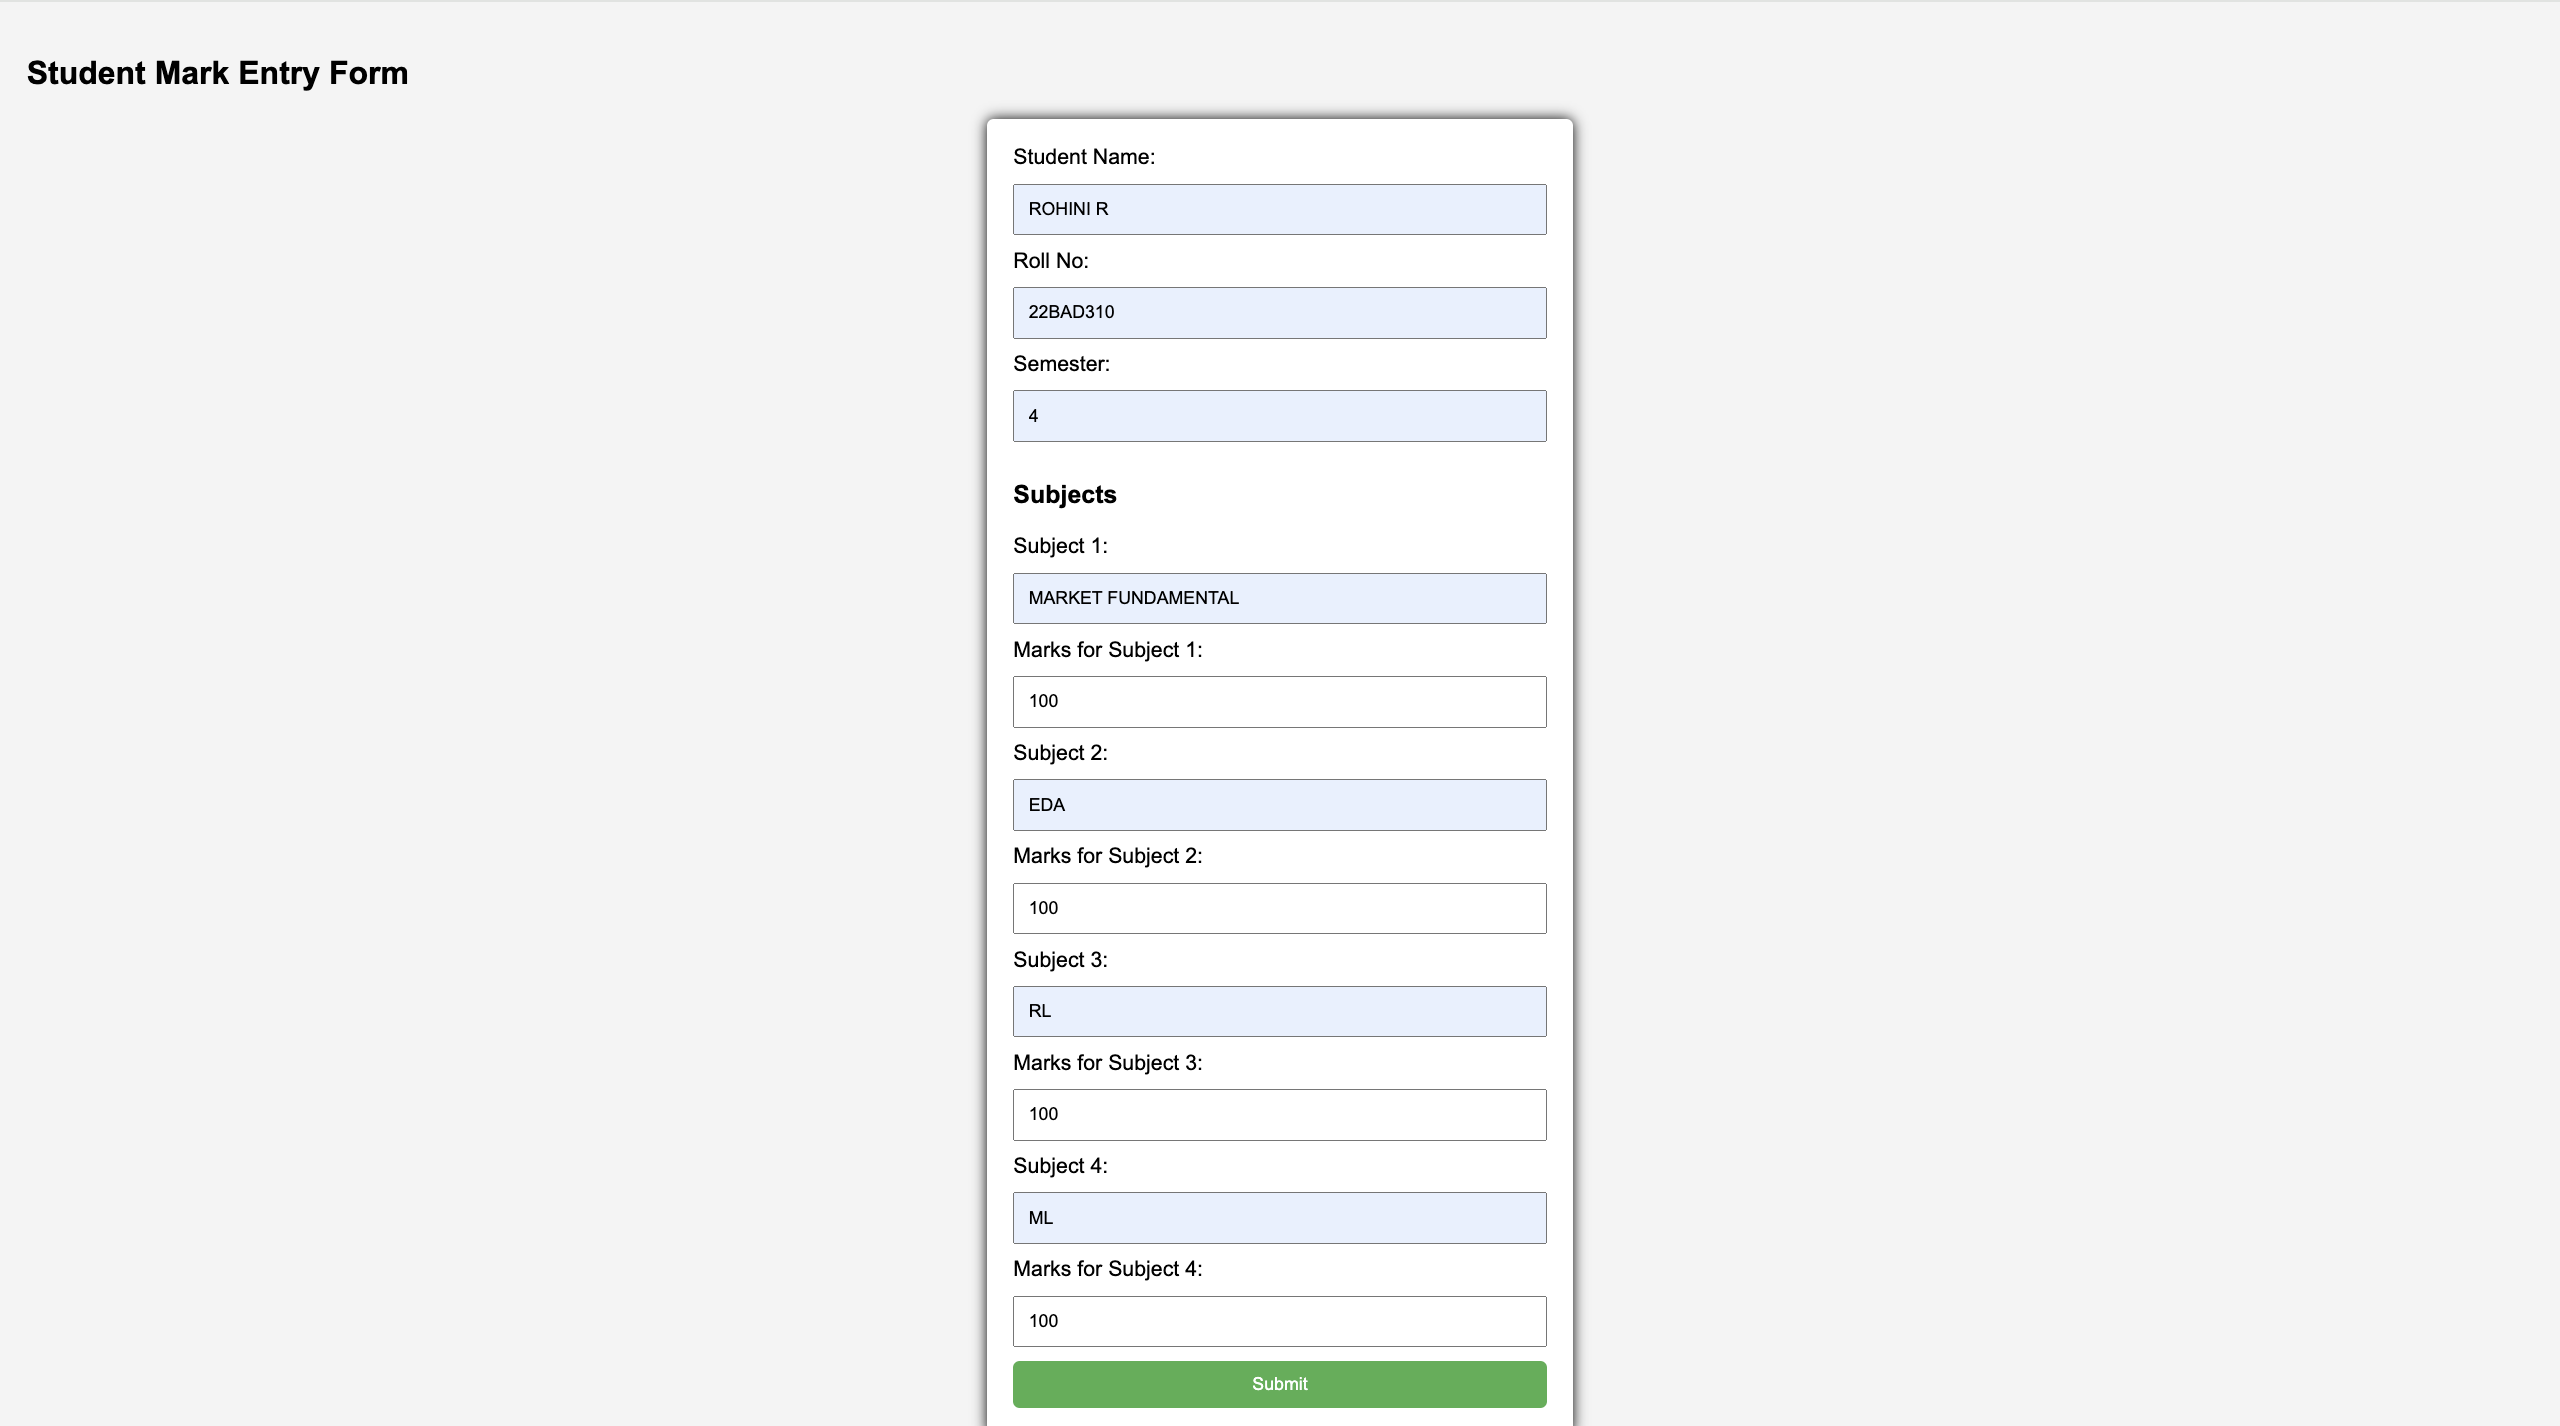 Student Mark Entry Form
Student Name:
ROHINI R
Roll No:
22BAD310
Semester:
4
Subjects
Subject 1:
MARKET FUNDAMENTAL
Marks for Subject 1:
100
Subject 2:
EDA
Marks for Subject 2:
100
Subject 3:
RL
Marks for Subject 3:
100
Subject 4:
ML
Marks for Subject 4:
100
Submit